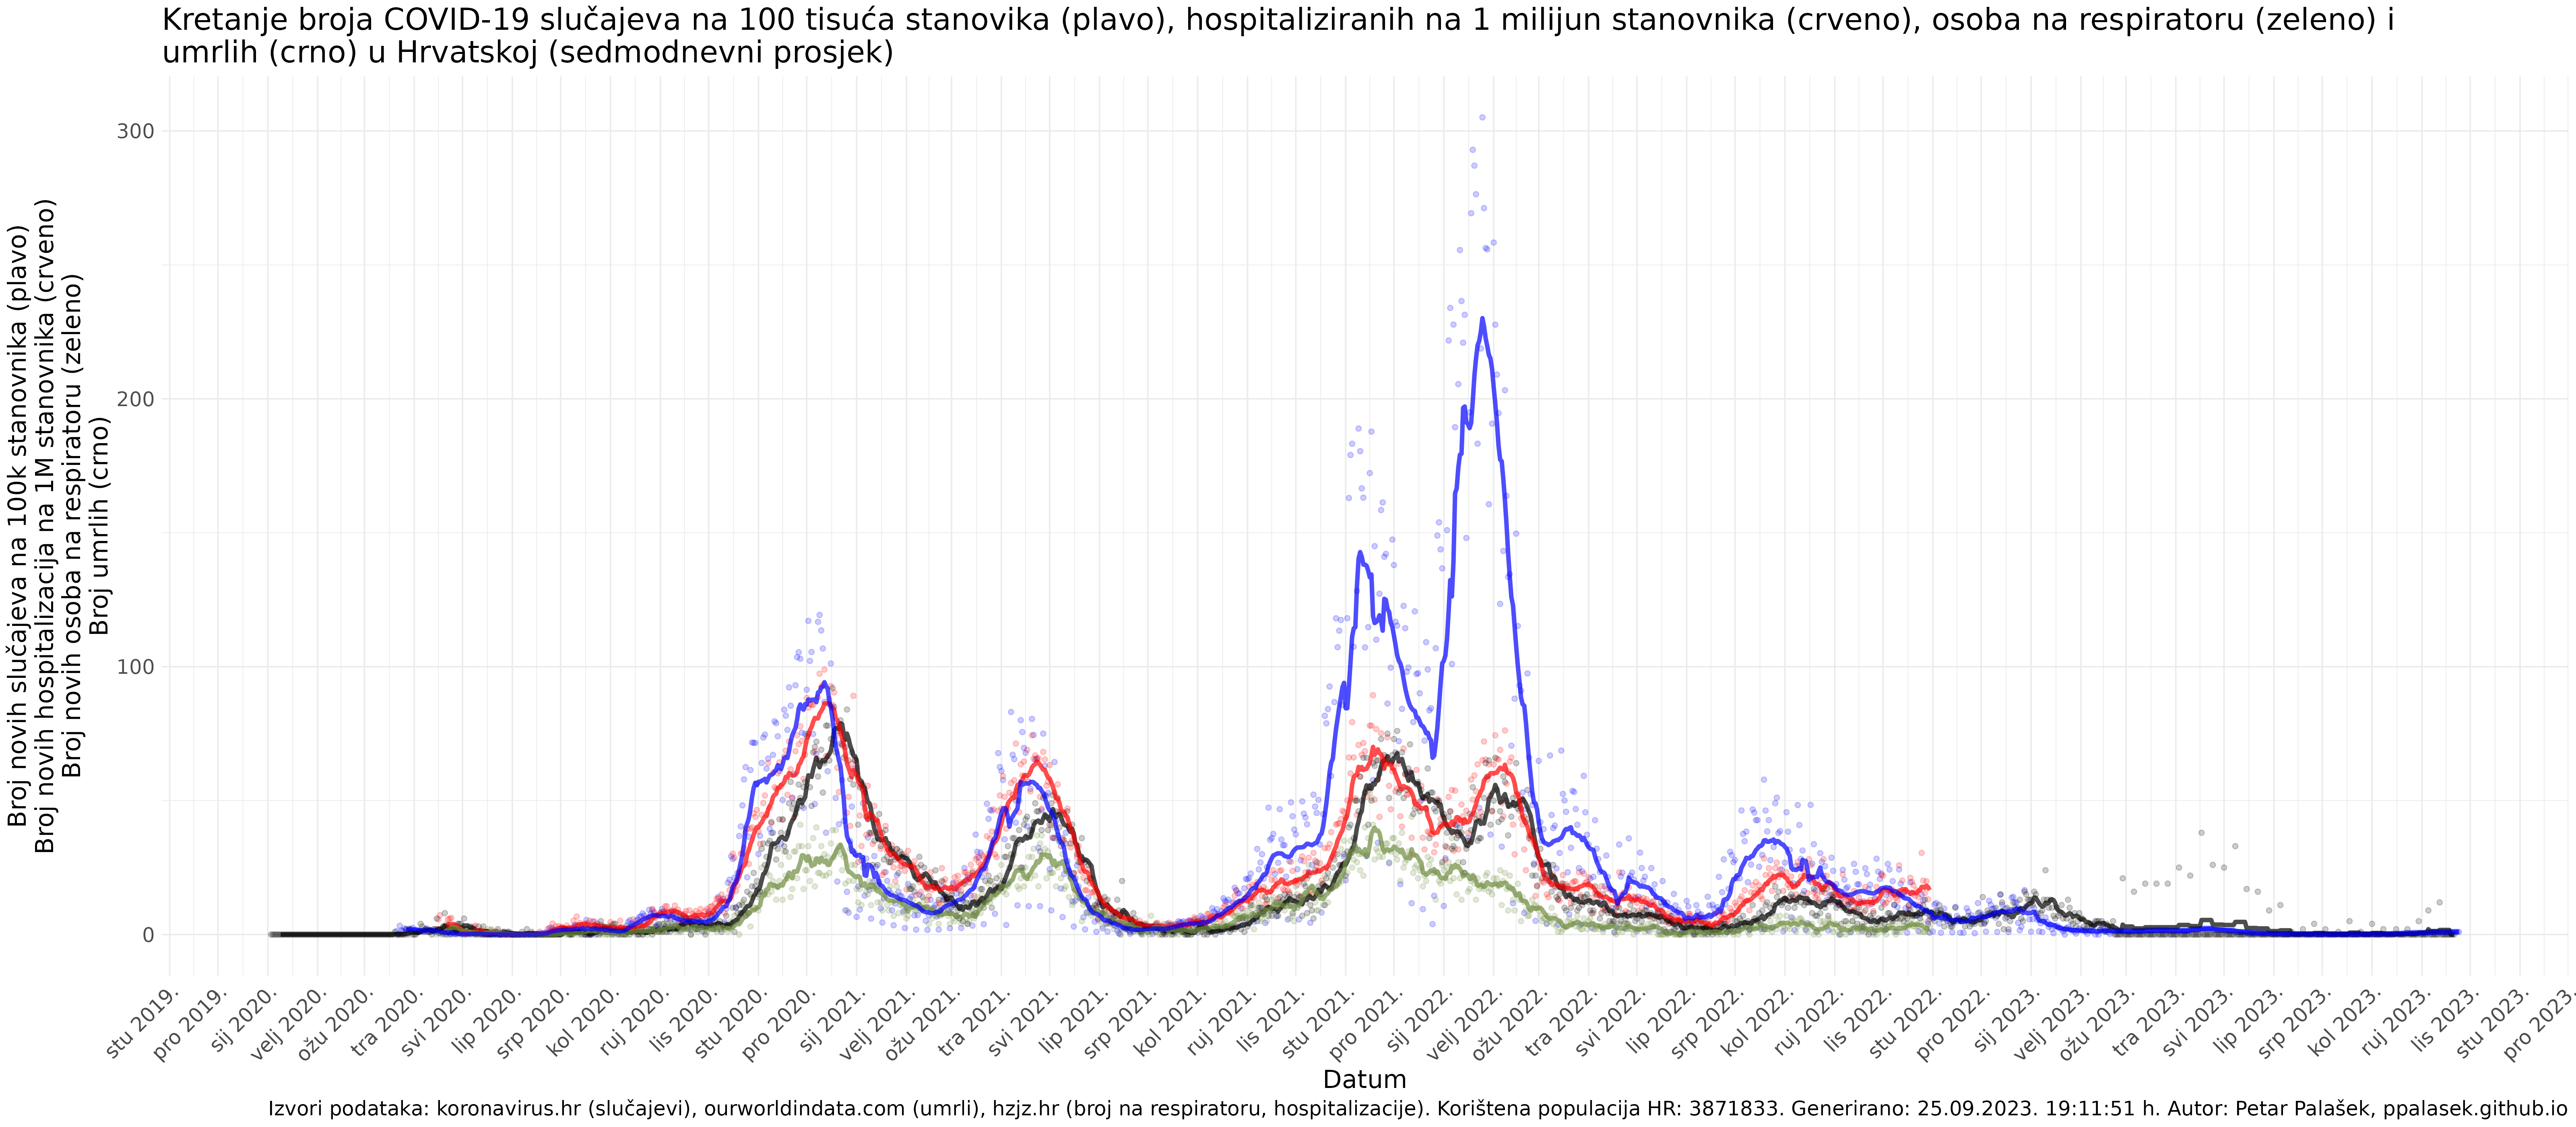 Kretanje broja COVID-19 slučajeva na 100 tisuća stanovika (plavo), hospitaliziranih na 1 milijun stanovnika (crveno), osoba na respiratoru (zeleno) i
umrlih (crno) u Hrvatskoj (sedmodnevni prosjek)
Broj novih slučajeva na 100k stanovnika (plavo)
Broj novih hospitalizacija na 1M stanovnika (crveno)
Broj novih osoba na respiratoru (zeleno)
Broj umrlih (crno)
300
200
100
0
stu 2019.
pro 2019.
sij 2020.
velj 2020.
ožu 2020.
tra 2020.
svi 2020.
lip 2020.
srp 2020.
kol 2020.
ruj 2020.
lis 2020.
stu 2020.
pro 2020.
sij 2021.
velj 2021.
ožu 2021.
tra 2021.
svi 2021.
lip 2021.
srp 2021.
kol 2021.
ruj 2021.
lis 2021.
stu 2021.
pro 2021.
sij 2022.
velj 2022.
ožu 2022.
tra 2022.
svi 2022.
lip 2022.
srp 2022.
kol 2022.
ruj 2022.
lis 2022.
stu 2022.
pro 2022.
sij 2023.
velj 2023.
ožu 2023.
tra 2023.
svi 2023.
lip 2023.
srp 2023.
kol 2023.
ruj 2023.
lis 2023.
stu 2023.
pro 2023.
Datum
Izvori podataka: koronavirus.hr (slučajevi), ourworldindata.com (umrli), hzjz.hr (broj na respiratoru, hospitalizacije). Korištena populacija HR: 3871833. Generirano: 25.09.2023. 19:11:51 h. Autor: Petar Palašek, ppalasek.github.io